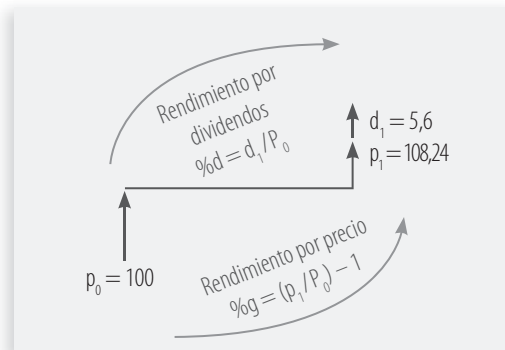 Rendimiento por
dividendos
%d = d₁/P₀
d₁ = 5,6
p₁ = 108,24
p₀ = 100
Rendimiento por precio
%g = (p₁/P₀) – 1